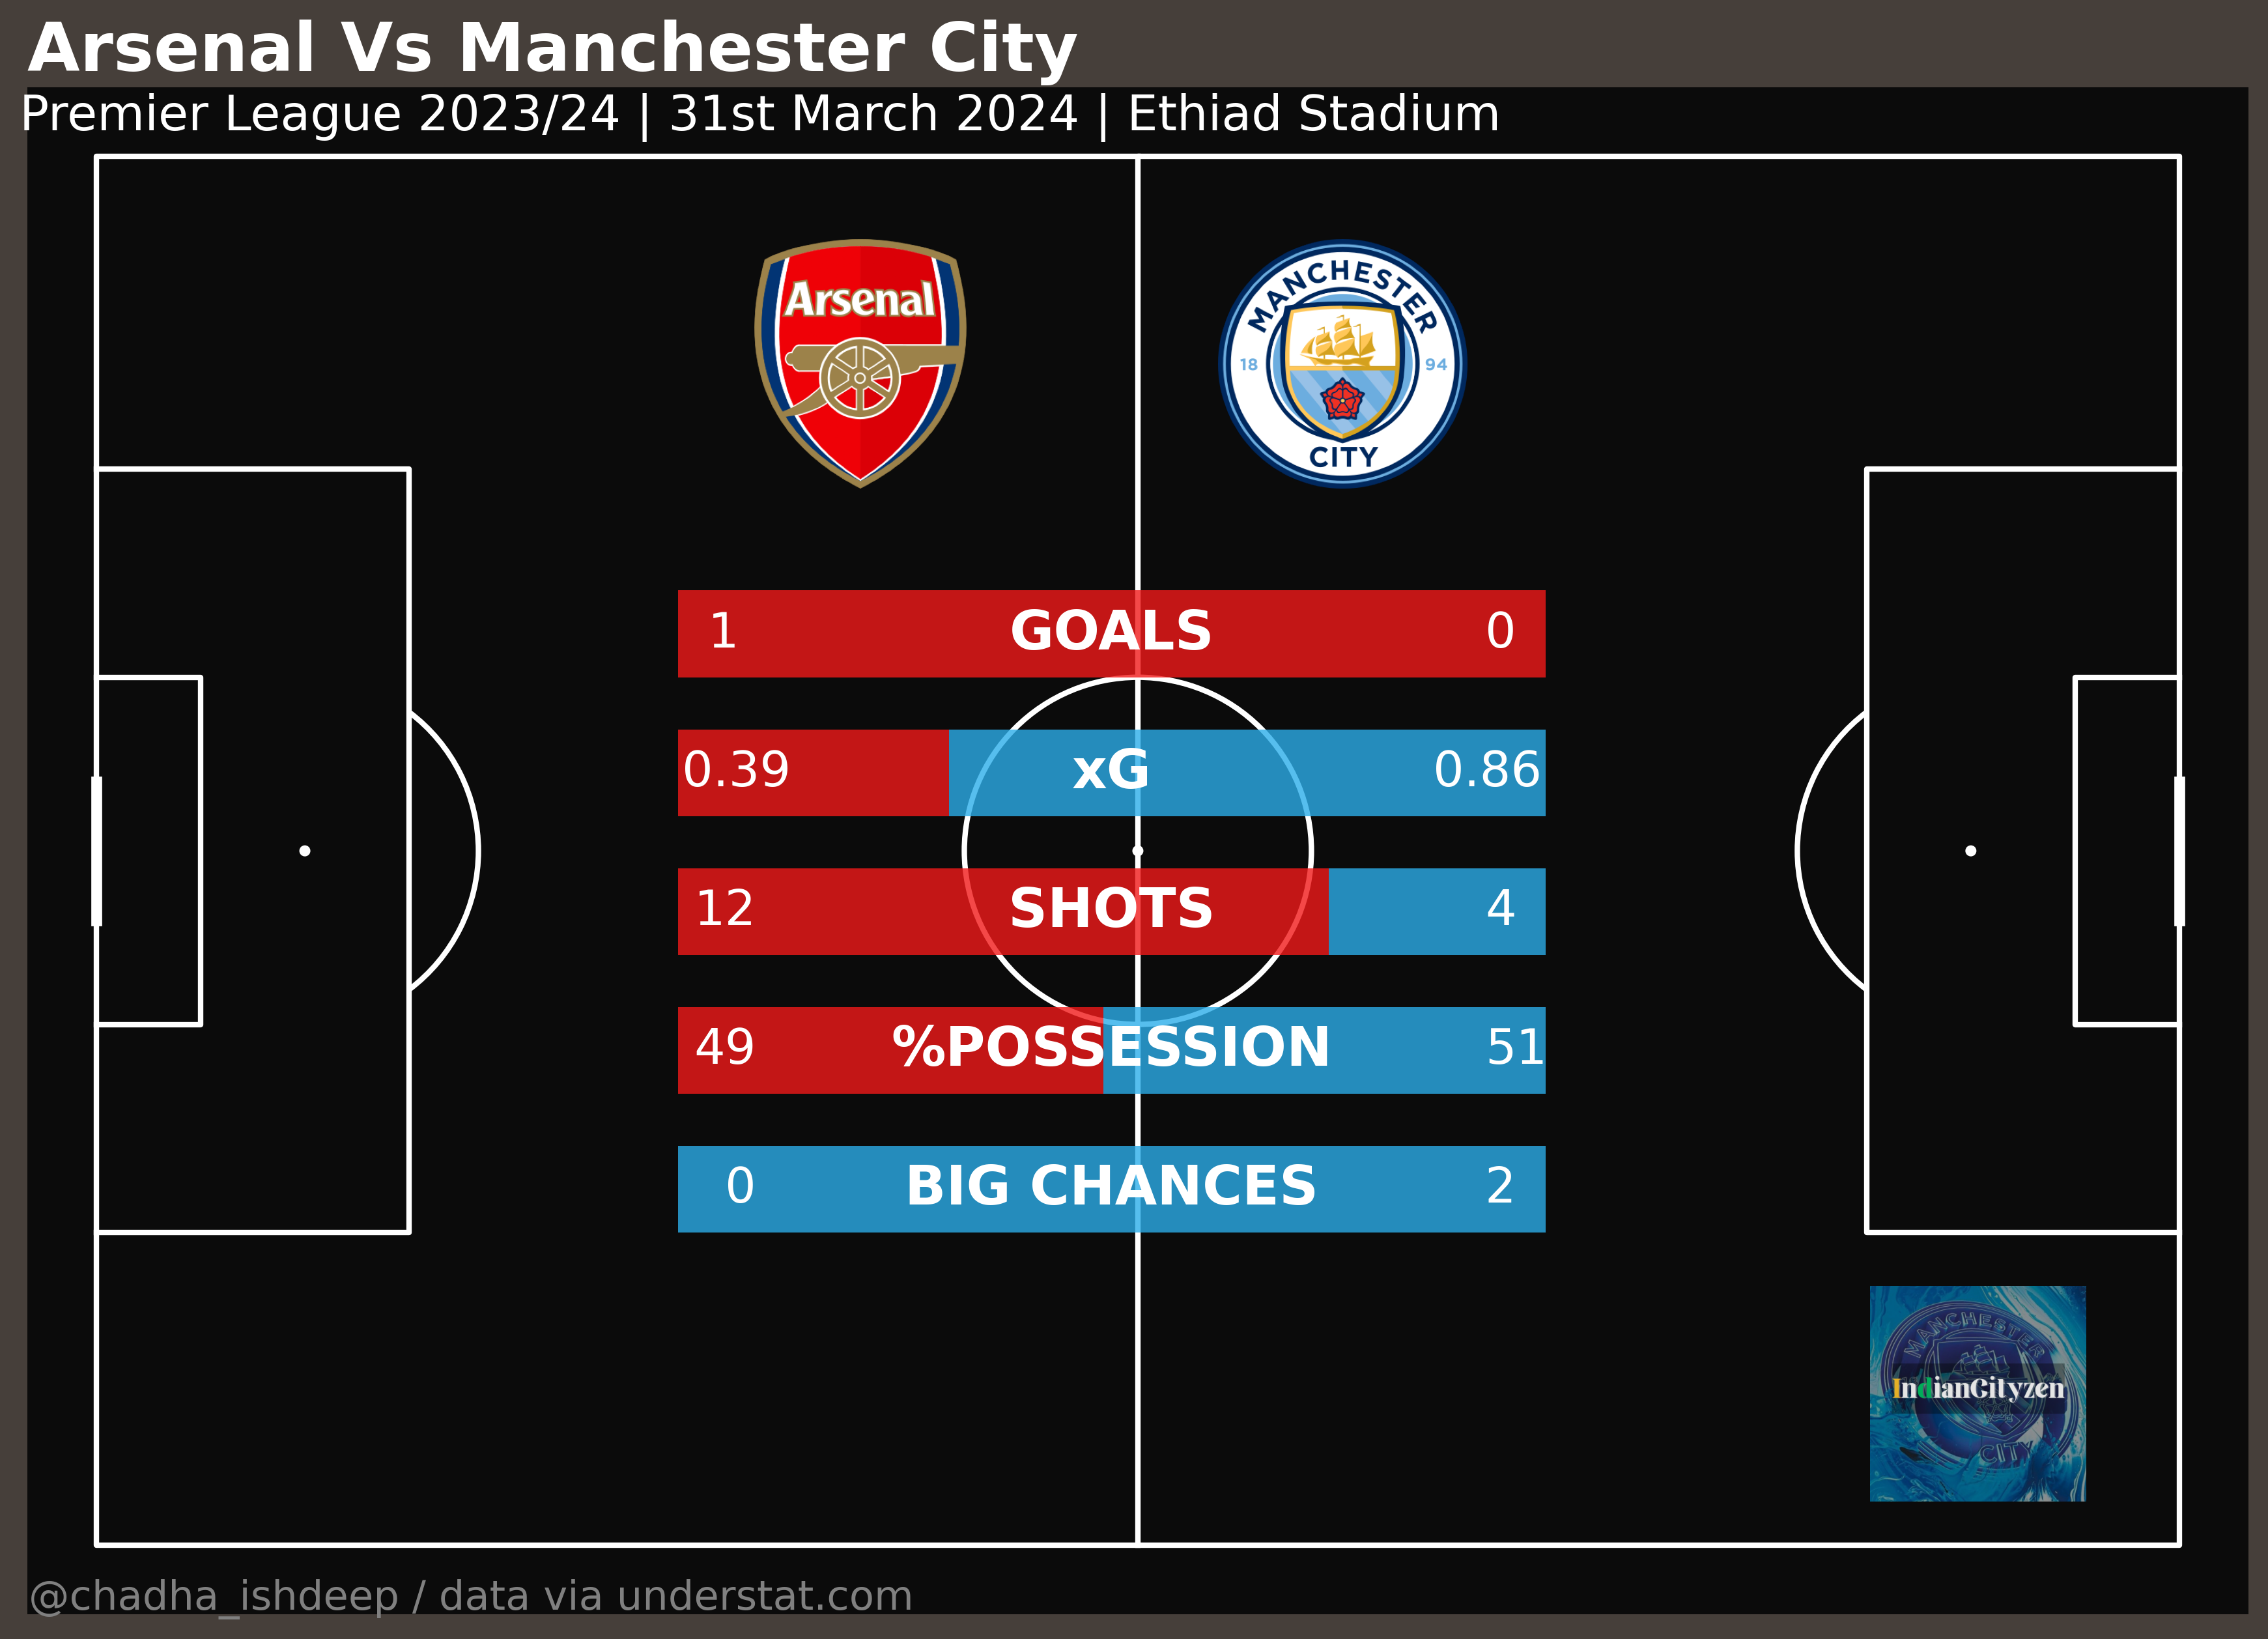 Arsenal Vs Manchester City
Premier League 2023/24 | 31st March 2024 | Ethiad Stadium
Arsenal
MANCHESTER
18 94
CITY
1 GOALS 0
0.39 xG 0.86
12 SHOTS 4
49 %POSSESSION 51
0 BIG CHANCES 2
MANCHESTER
IndianCityzen
CITY
@chadha_ishdeep / data via understat.com